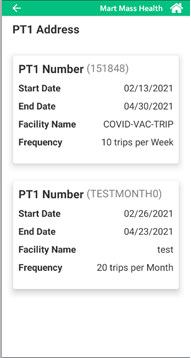 Mart Mass Health
PT1 Address
PT1 Number (151848)
Start Date 02/13/2021
End Date 04/30/2021
Facility Name COVID-VAC-TRIP
Frequency 10 trips per Week
PT1 Number (TESTMONTH0)
Start Date 02/26/2021
End Date 04/23/2021
Facility Name test
Frequency 20 trips per Month